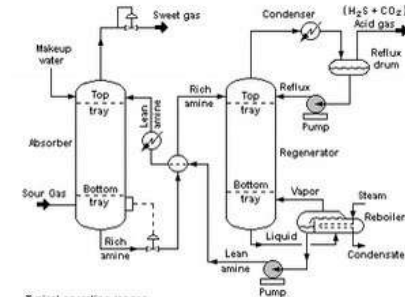 Sweet gas
Condenser
(H2S + CO2)
Acid gas
Makeup
water
Rich
amine
Reflux
Reflux
drum
Top
tray
Lean
amine
Top
tray
Pump
Absorber
Regenerator
Bottom
tray
Bottom
tray
Vapor
Steam
Sour Gas
Reboiler
Rich
amine
Liquid
Lean
amine
Condensate
Pump